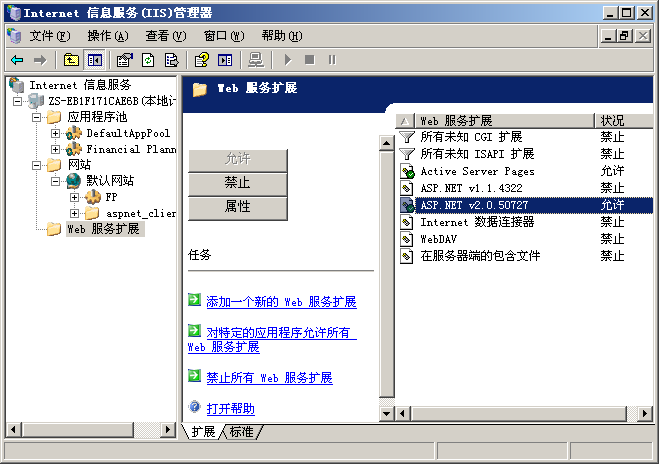 Internet 信息服务(IIS)管理器
文件(F) 操作(A) 查看(V) 窗口(W) 帮助(H)
Internet 信息服务
ZS-EB1F171CAE6B(本地计
应用程序池
DefaultAppPool
Financial Plann
网站
默认网站
FP
aspnet_clien
Web 服务扩展
Web 服务扩展
允许
禁止
属性
任务
添加一个新的 Web 服务扩展
对特定的应用程序允许所有
Web 服务扩展
禁止所有 Web 服务扩展
打开帮助
Web 服务扩展 状况
所有未知 CGI 扩展 禁止
所有未知 ISAPI 扩展 禁止
Active Server Pages 允许
ASP.NET v1.1.4322 禁止
ASP.NET v2.0.50727 允许
Internet 数据连接器 禁止
WebDAV 禁止
在服务器端的包含文件 禁止
扩展 标准